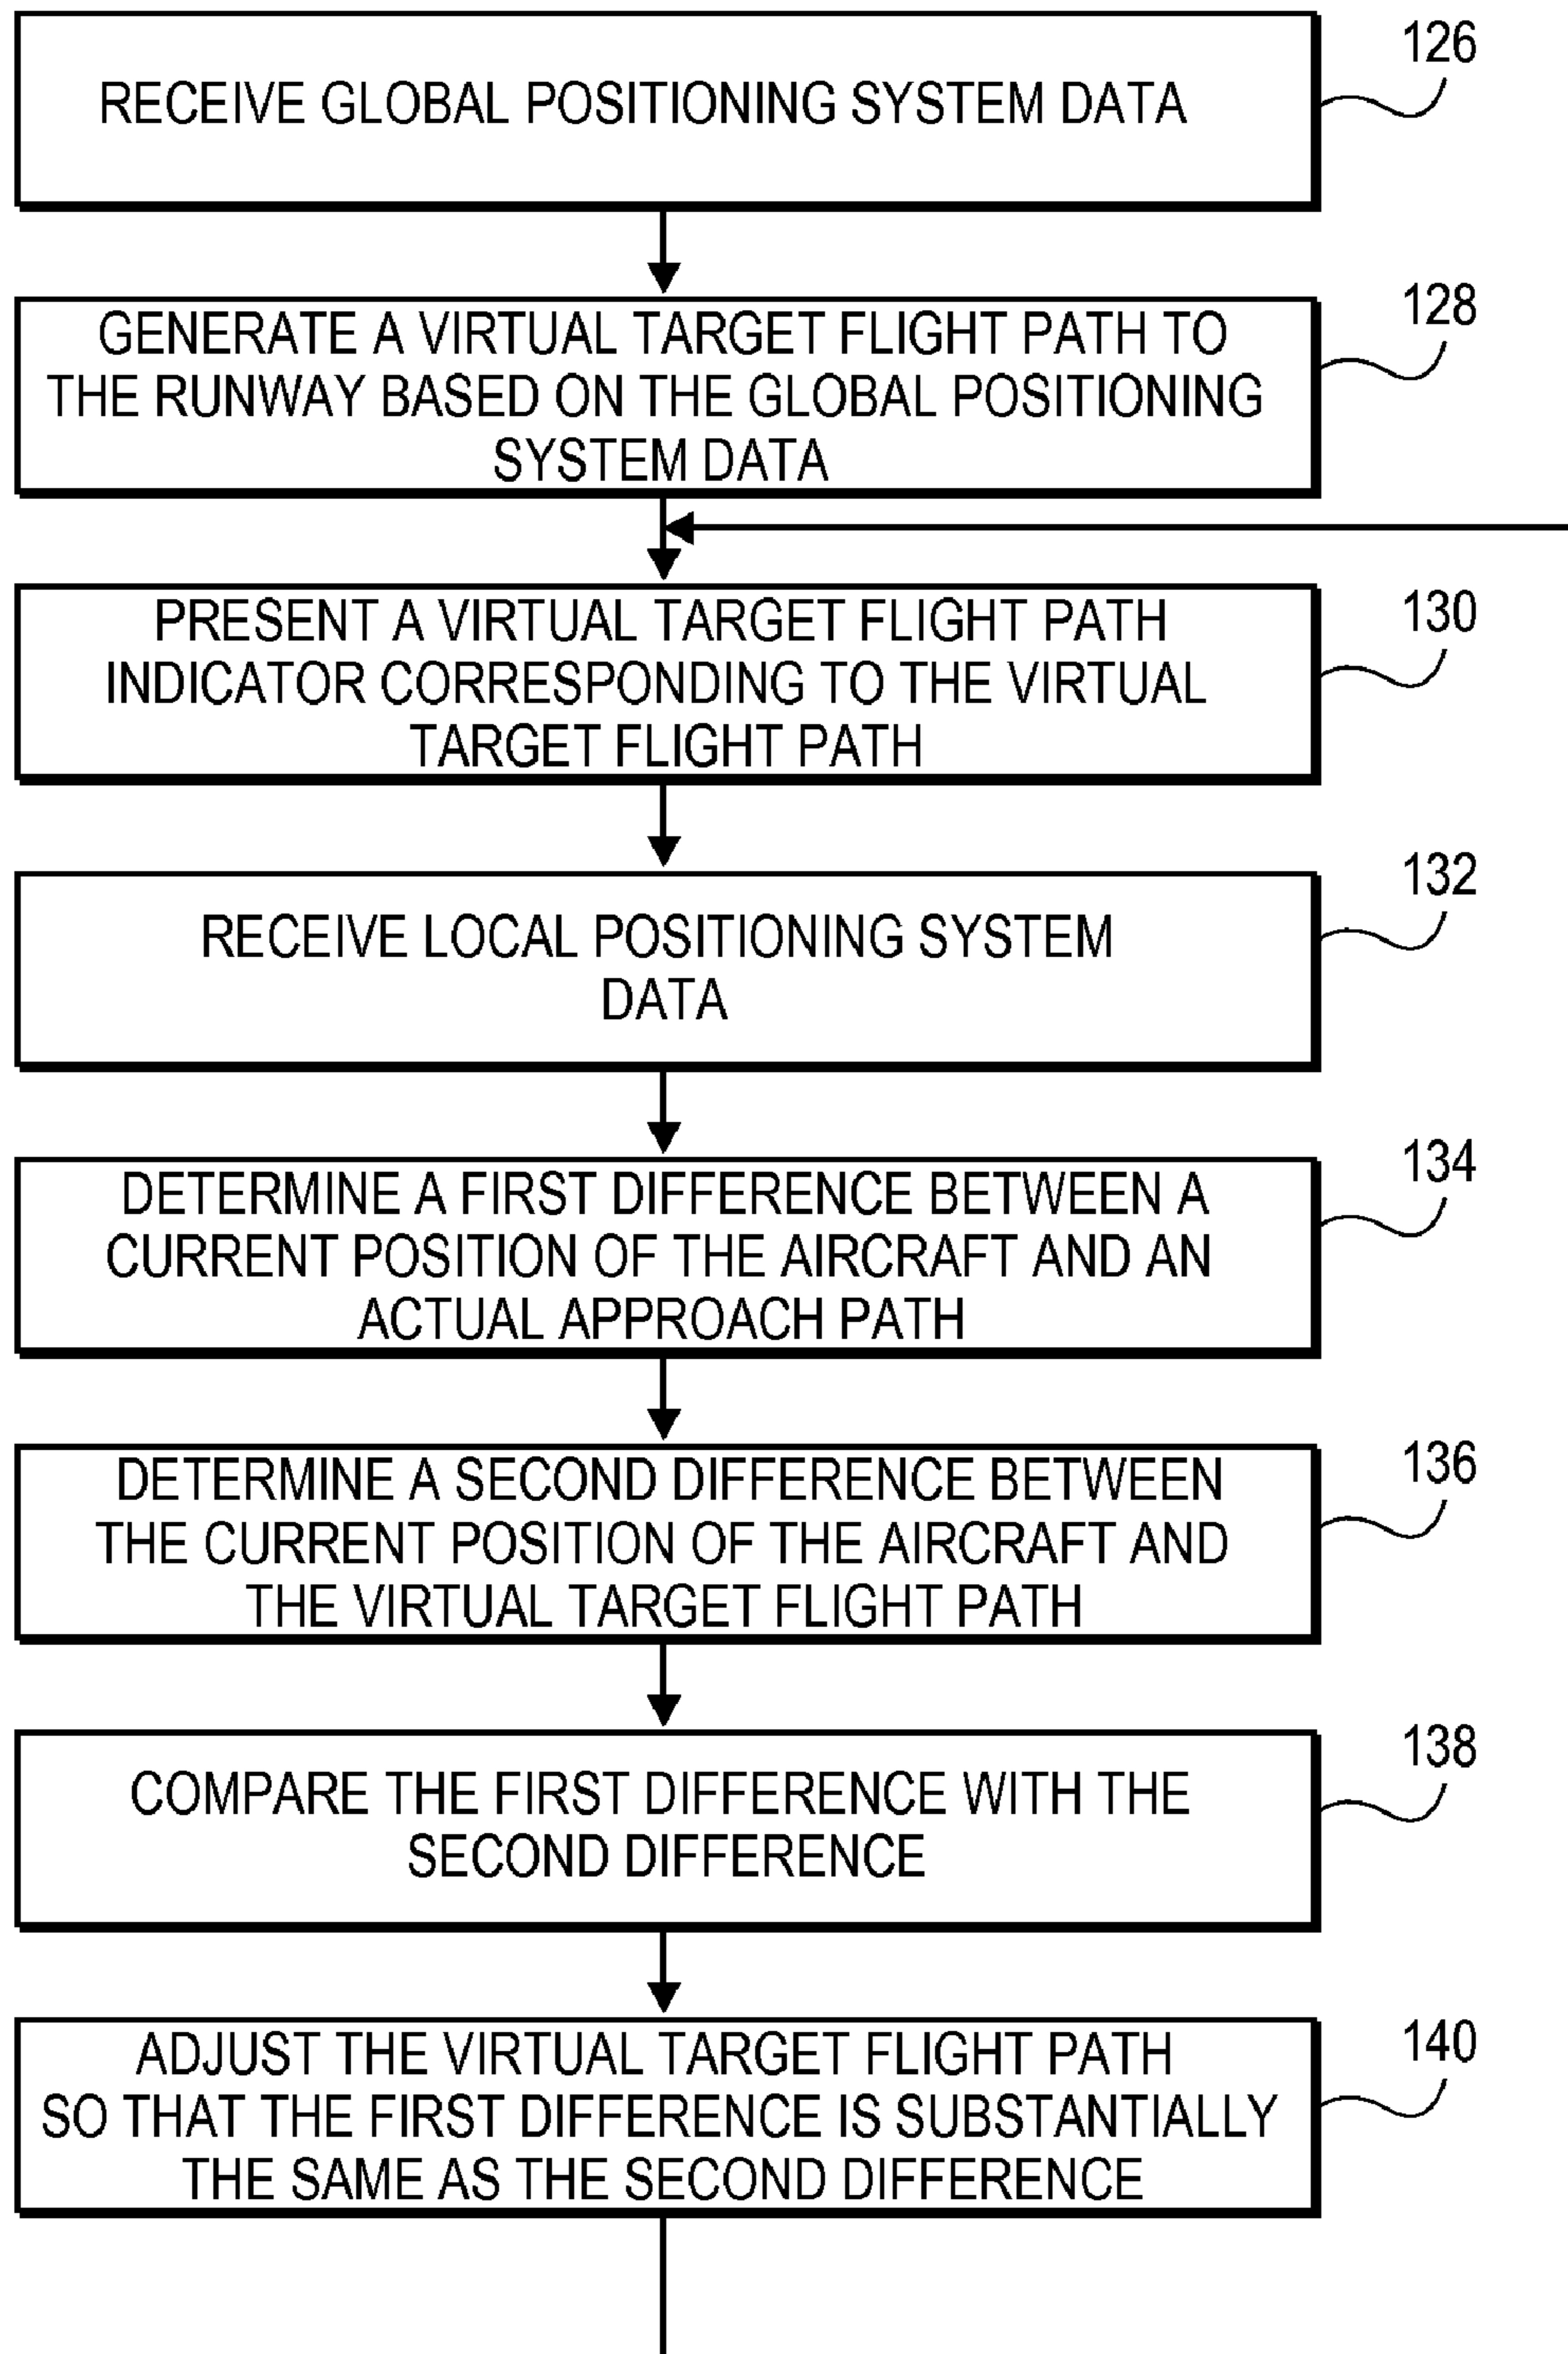 126
RECEIVE GLOBAL POSITIONING SYSTEM DATA
128
GENERATE A VIRTUAL TARGET FLIGHT PATH TO
THE RUNWAY BASED ON THE GLOBAL POSITIONING
SYSTEM DATA
130
PRESENT A VIRTUAL TARGET FLIGHT PATH
INDICATOR CORRESPONDING TO THE VIRTUAL
TARGET FLIGHT PATH
132
RECEIVE LOCAL POSITIONING SYSTEM
DATA
134
DETERMINE A FIRST DIFFERENCE BETWEEN A
CURRENT POSITION OF THE AIRCRAFT AND AN
ACTUAL APPROACH PATH
136
DETERMINE A SECOND DIFFERENCE BETWEEN
THE CURRENT POSITION OF THE AIRCRAFT AND
THE VIRTUAL TARGET FLIGHT PATH
138
COMPARE THE FIRST DIFFERENCE WITH THE
SECOND DIFFERENCE
140
ADJUST THE VIRTUAL TARGET FLIGHT PATH
SO THAT THE FIRST DIFFERENCE IS SUBSTANTIALLY
THE SAME AS THE SECOND DIFFERENCE